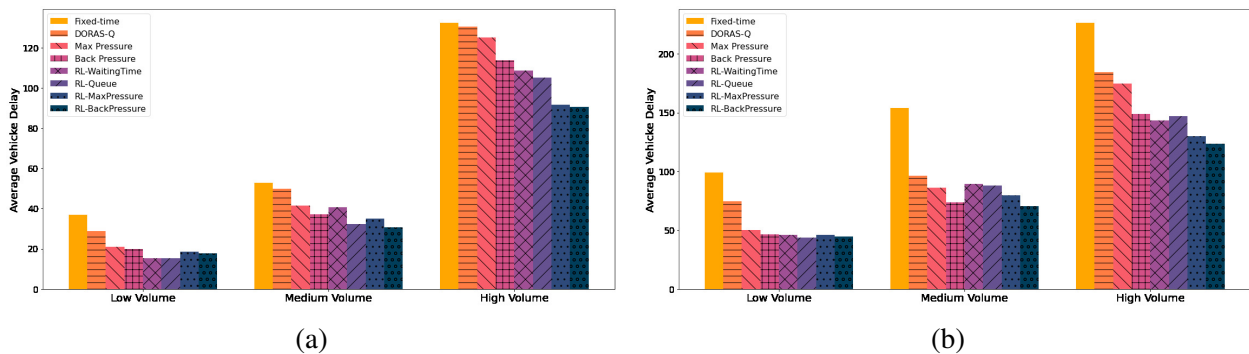 Fixed-time
DORAS-Q
Max Pressure
Back Pressure
RL-WaitingTime
RL-Queue
RL-MaxPressure
RL-BackPressure
Average Vehicke Delay
120
100
80
60
40
20
0
Low Volume Medium Volume High Volume
(a)
Fixed-time
DORAS-Q
Max Pressure
Back Pressure
RL-WaitingTime
RL-Queue
RL-MaxPressure
RL-BackPressure
Average Vehicke Delay
200
150
100
50
0
Low Volume Medium Volume High Volume
(b)